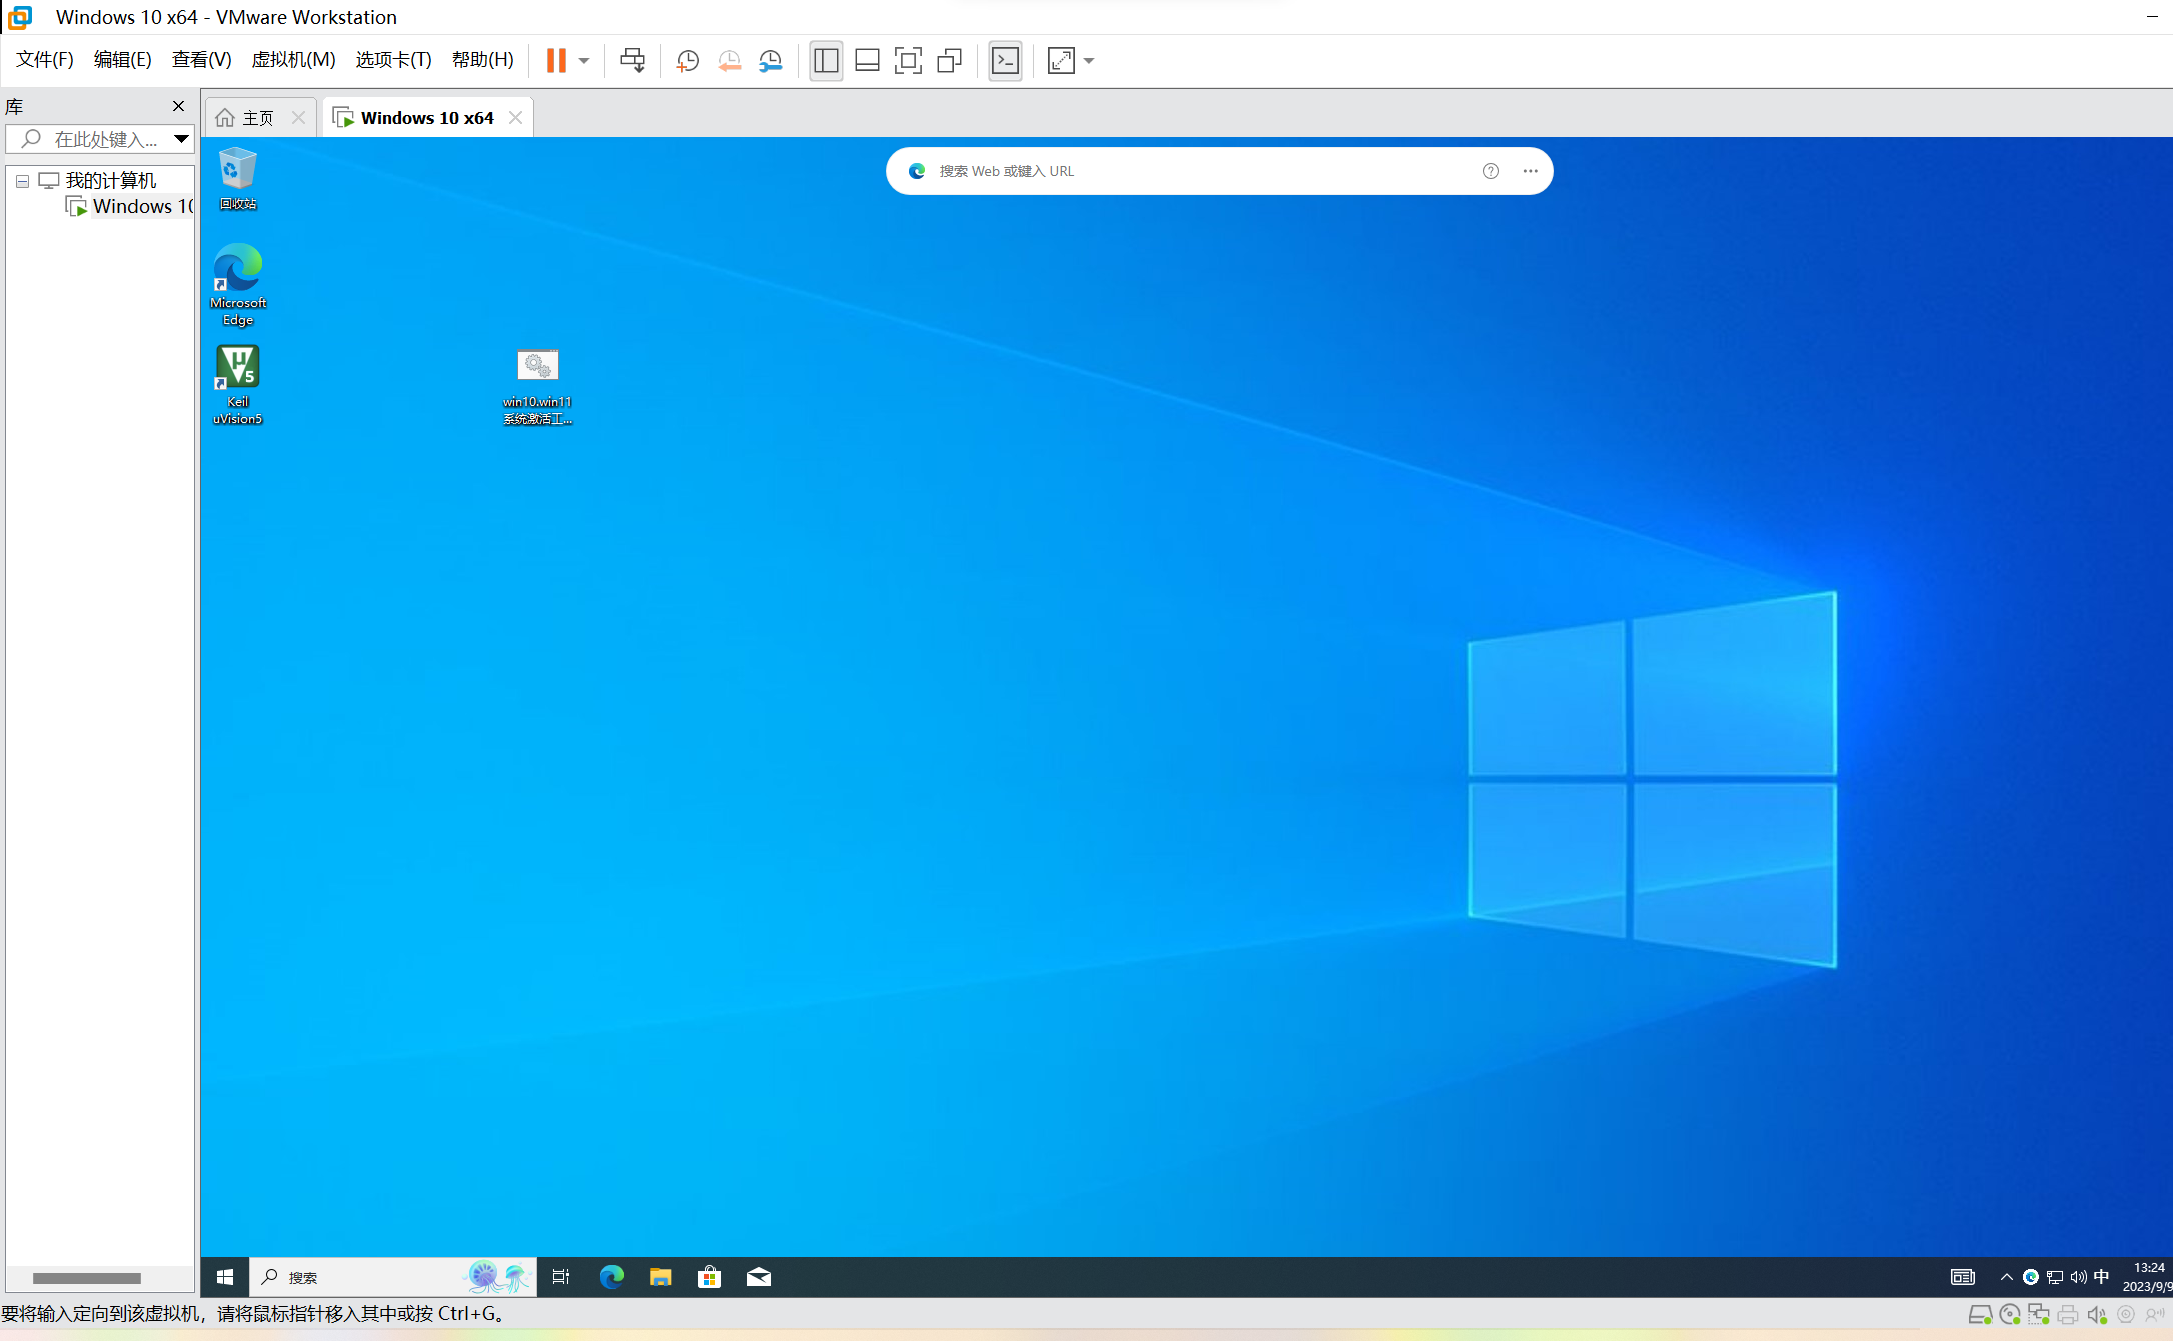 Windows 10 x64 - VMware Workstation
文件(F) 编辑(E) 查看(V) 虚拟机(M) 选项卡(T) 帮助(H)
库
在此处键入...
我的计算机
Windows 10
主页
Windows 10 x64
回收站
搜索 Web 或键入 URL
Microsoft
Edge
Keil
uVision5
win10.win11
系统激活工...
搜索
中
13:24
2023/9/9
要将输入定向到该虚拟机，请将鼠标指针移入其中或按 Ctrl+G。